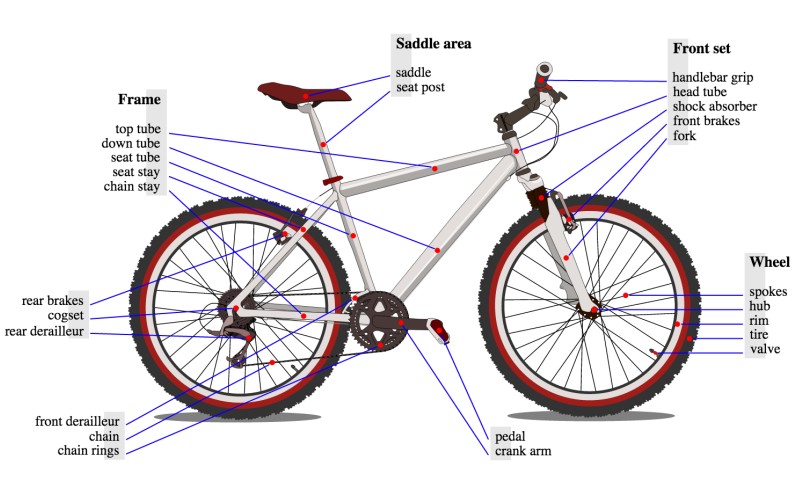 Saddle area
saddle
seat post
Front set
handlebar grip
head tube
shock absorber
front brakes
fork
Frame
top tube
down tube
seat tube
seat stay
chain stay
Wheel
spokes
hub
rim
tire
valve
rear brakes
cogset
rear derailleur
front derailleur
chain
chain rings
pedal
crank arm